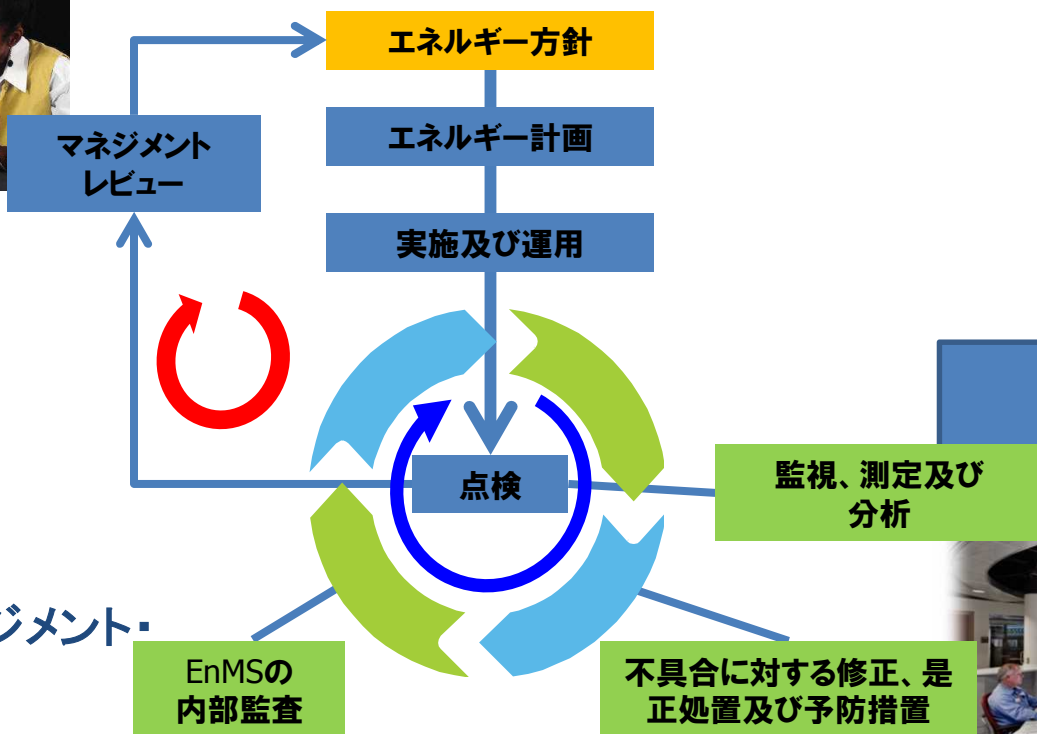 エネルギー方針
マネジメント
レビュー
エネルギー計画
実施及び運用
点検
監視、測定及び
分析
ジメント・
EnMSの
内部監査
不具合に対する修正、是
正処置及び予防措置